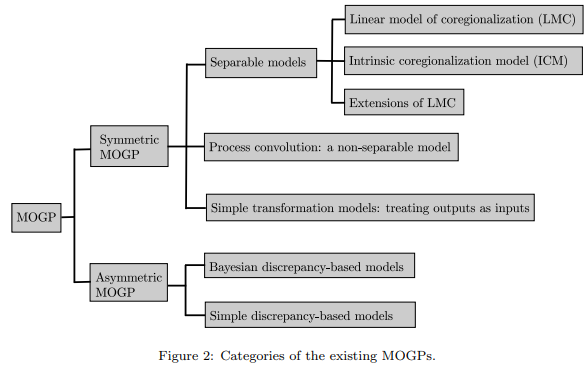 Linear model of coregionalization (LMC)
Separable models
Intrinsic coregionalization model (ICM)
Extensions of LMC
Symmetric
MOGP
Process convolution: a non-separable model
MOGP
Simple transformation models: treating outputs as inputs
Asymmetric
MOGP
Bayesian discrepancy-based models
Simple discrepancy-based models
Figure 2: Categories of the existing MOGPs.